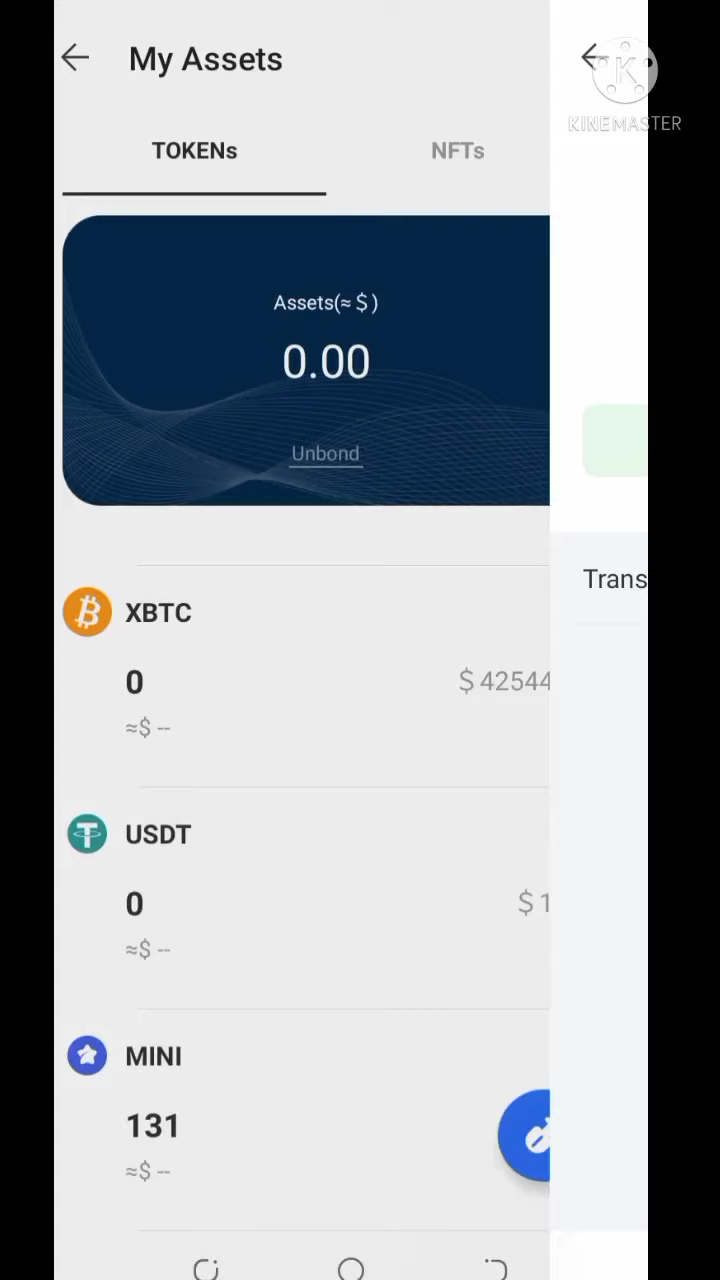 My Assets
KINEMASTER
TOKENs
NFTs
Assets(≈ $ )
0.00
Unbond
XBTC
0
$ 42544
≈$ --
Trans
USDT
0
$ 1
≈$ --
MINI
131
≈$ --